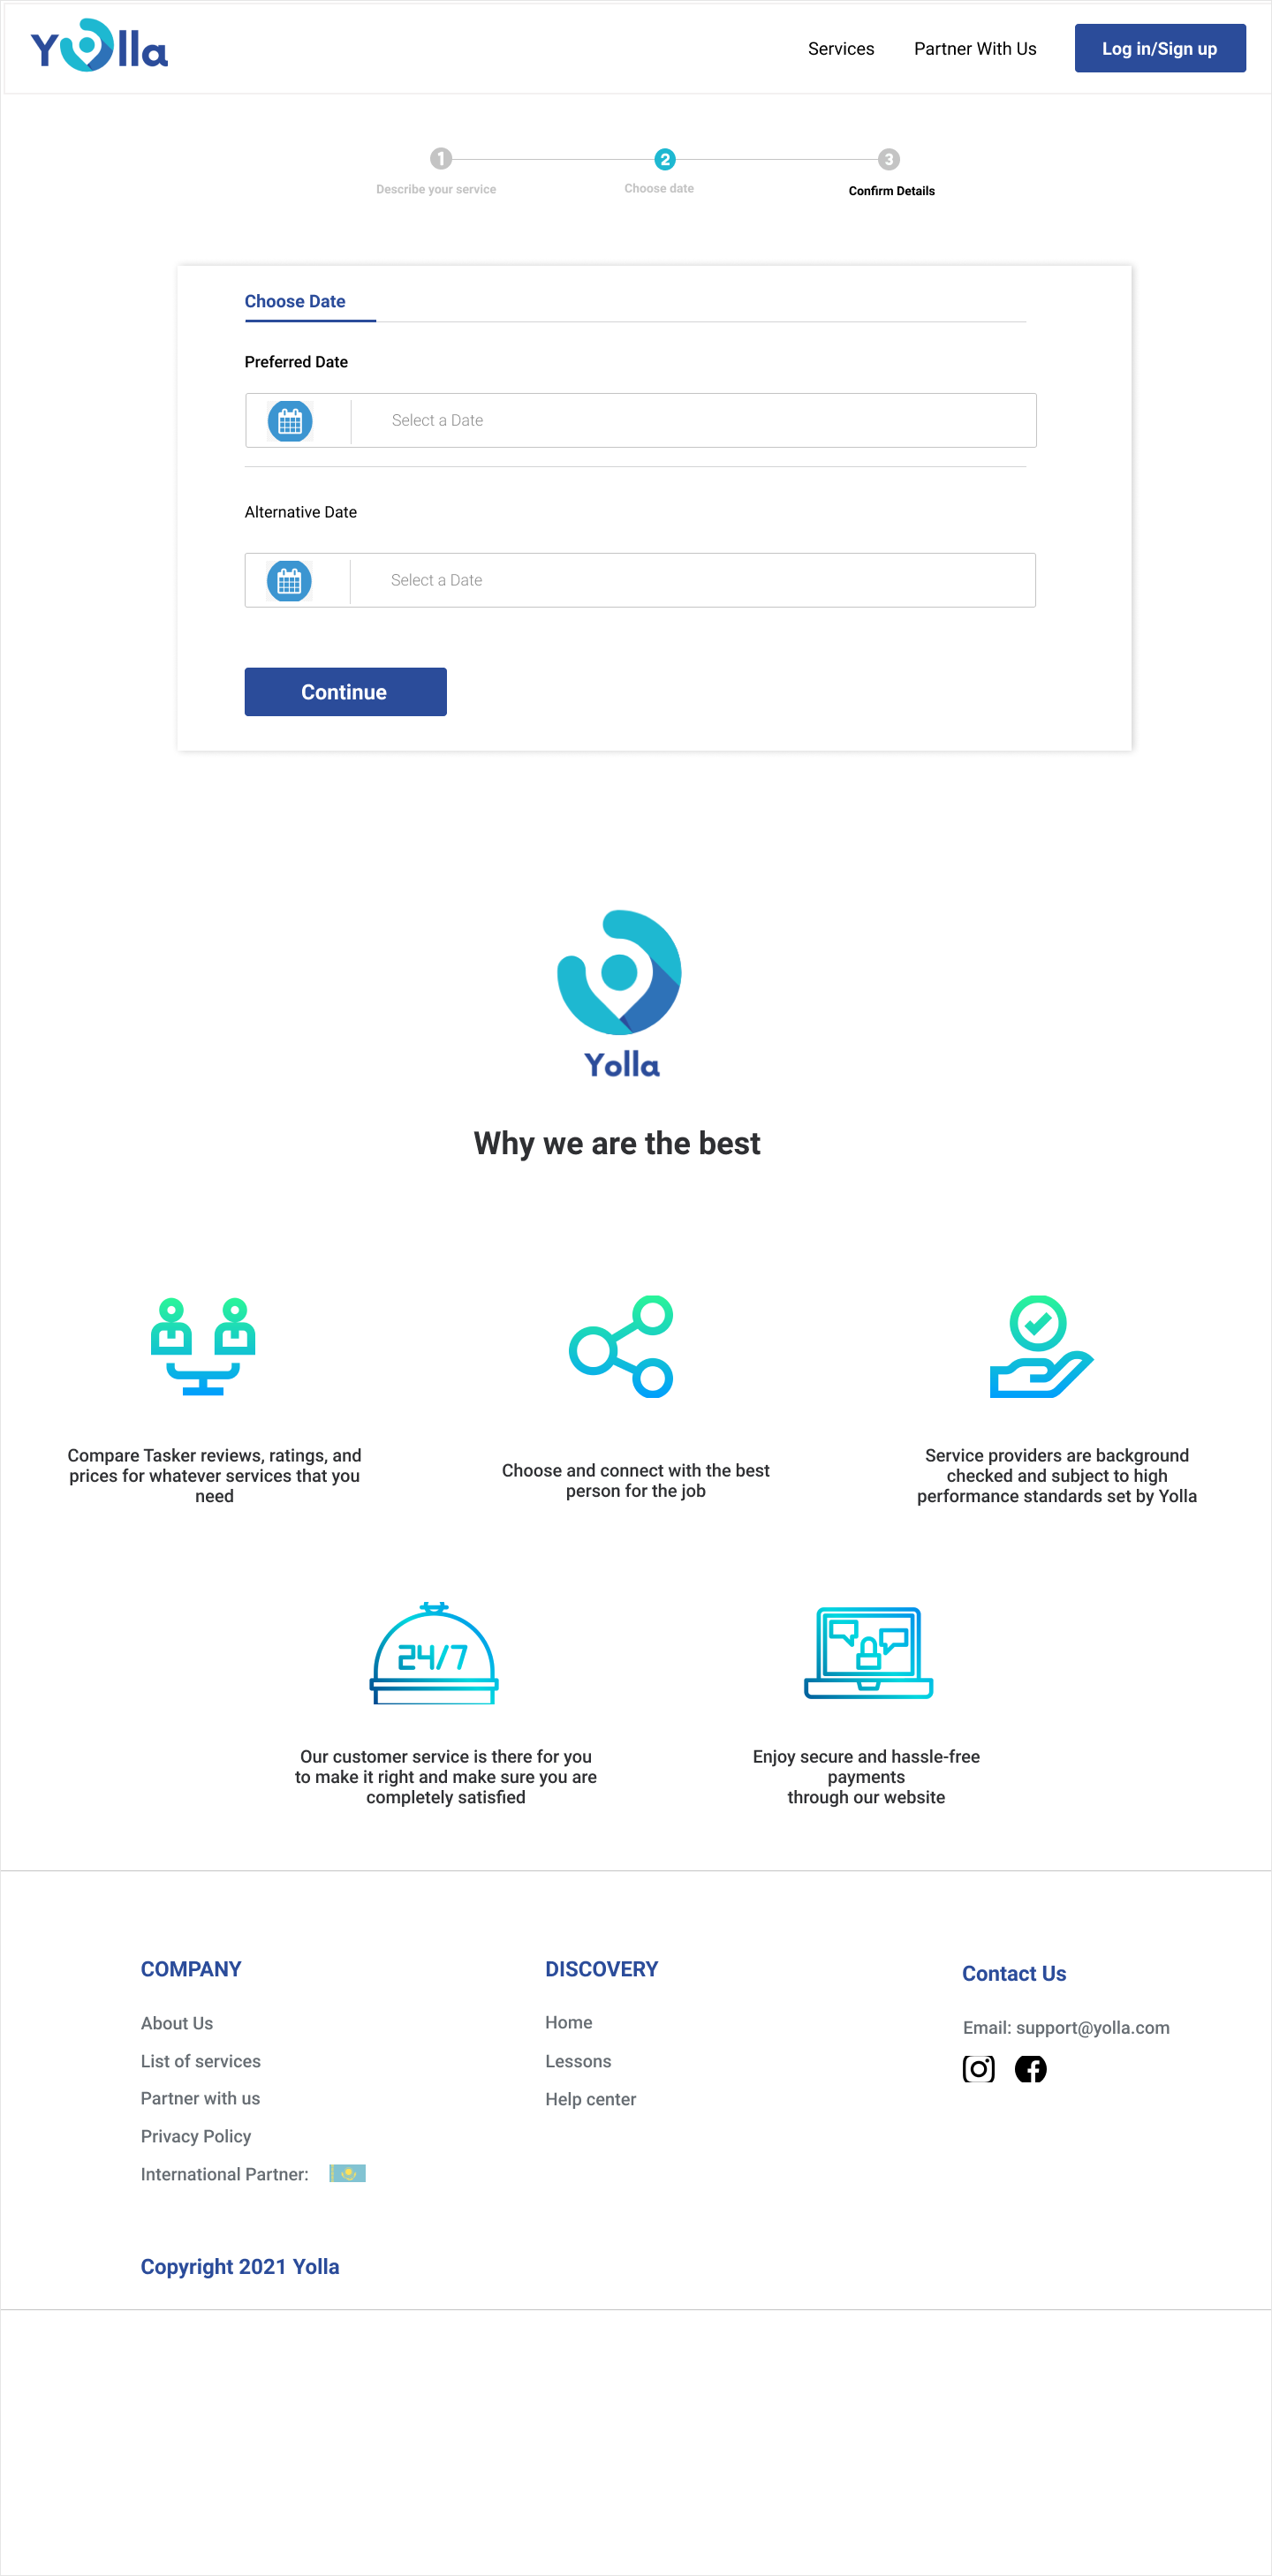 Yolla
Services
Partner With Us
Log in/Sign up
1
2
3
Describe your service
Choose date
Confirm Details
Choose Date
Preferred Date
Select a Date
Alternative Date
Select a Date
Continue
Yolla
Why we are the best
Compare Tasker reviews, ratings, and
prices for whatever services that you
need
Choose and connect with the best
person for the job
Service providers are background
checked and subject to high
performance standards set by Yolla
24/7
Our customer service is there for you
to make it right and make sure you are
completely satisfied
Enjoy secure and hassle-free
payments
through our website
COMPANY
About Us
List of services
Partner with us
Privacy Policy
International Partner:
DISCOVERY
Home
Lessons
Help center
Contact Us
Email: support@yolla.com
Copyright 2021 Yolla